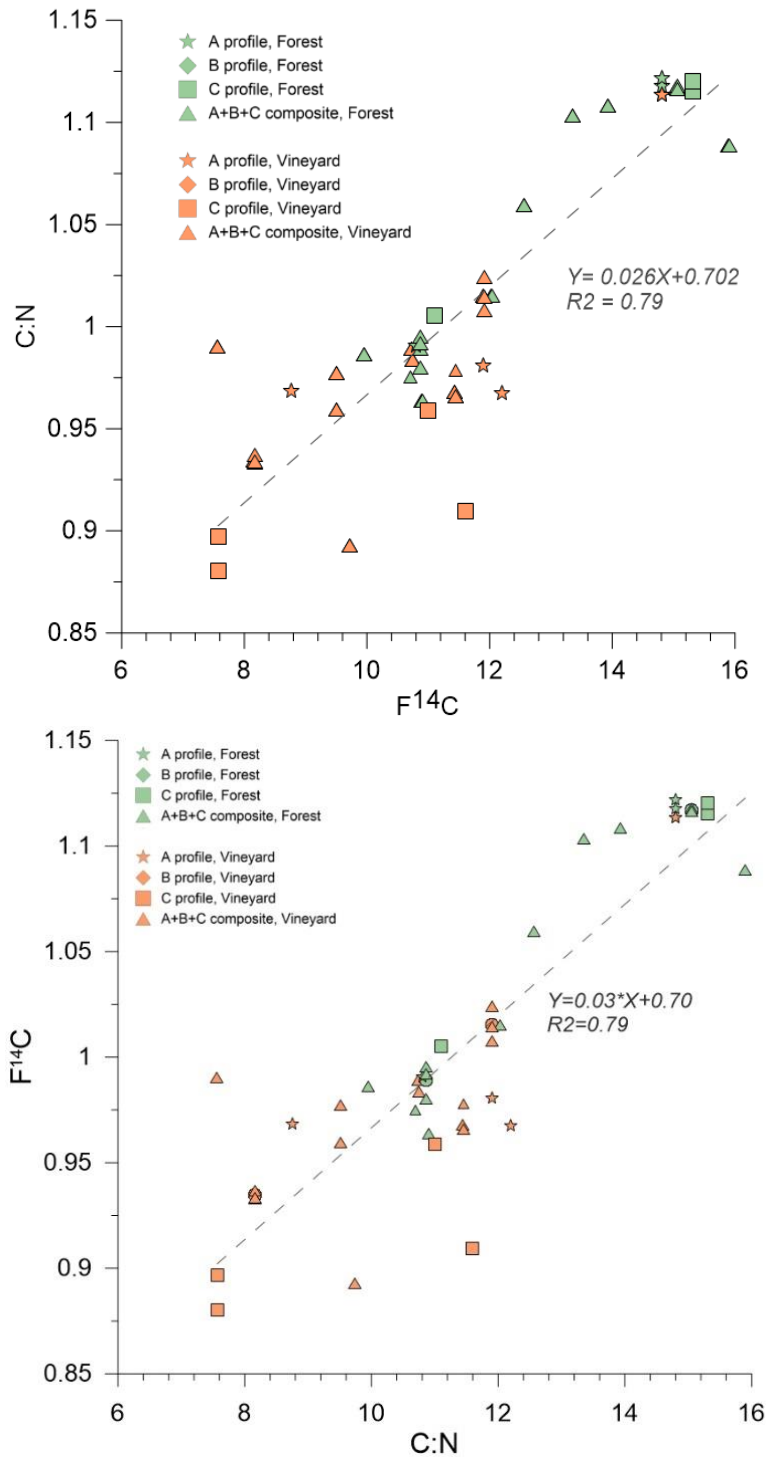 1.15
A profile, Forest
B profile, Forest
C profile, Forest
A+B+C composite, Forest
1.1
A profile, Vineyard
B profile, Vineyard
C profile, Vineyard
A+B+C composite, Vineyard
1.05
Y= 0.026X+0.702
R2 = 0.79
C:N
1
0.95
0.9
0.85
6 8 10 12 14 16
F14C
1.15
A profile, Forest
B profile, Forest
C profile, Forest
A+B+C composite, Forest
1.1
A profile, Vineyard
B profile, Vineyard
C profile, Vineyard
A+B+C composite, Vineyard
1.05
Y=0.03*X+0.70
R2=0.79
F14C
1
0.95
0.9
0.85
6 8 10 12 14 16
C:N